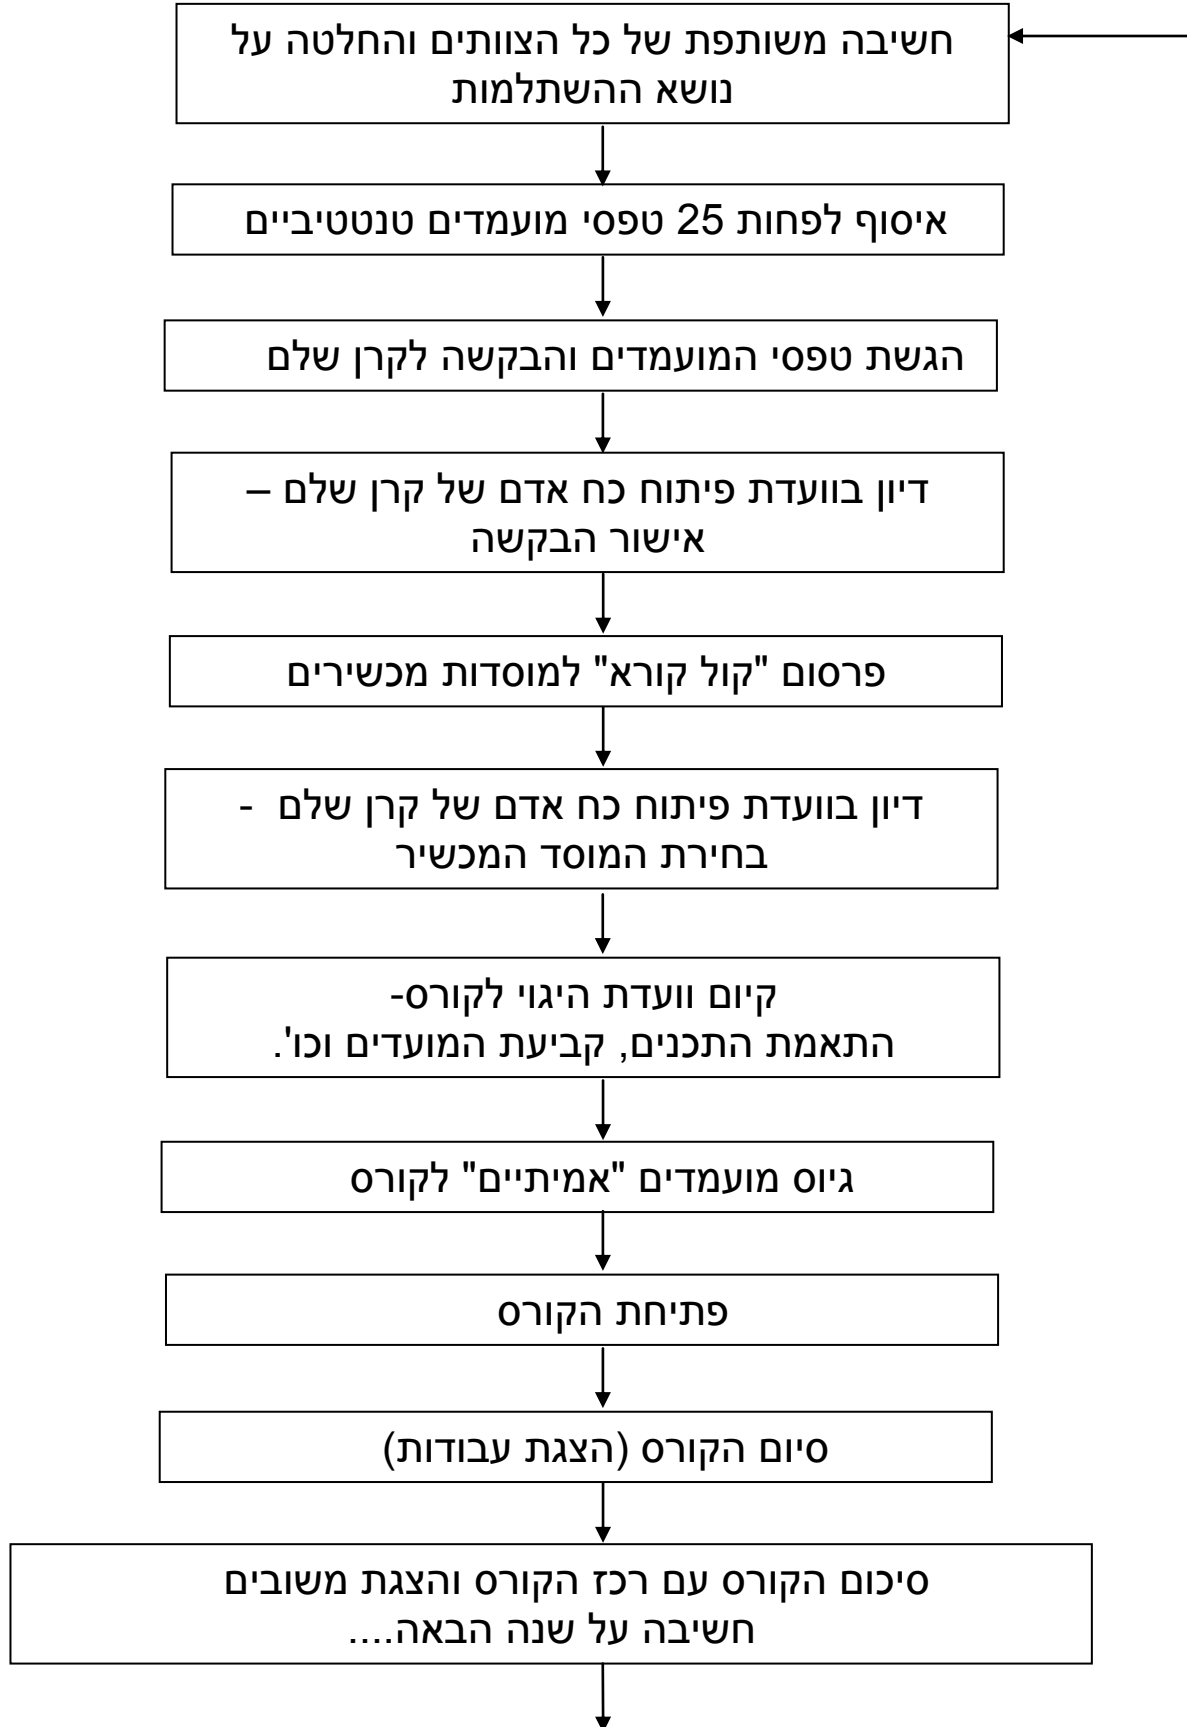 חשיבה משותפת של כל הצוותים והחלטה על
נושא ההשתלמות
איסוף לפחות 25 טפסי מועמדים טנטטיביים
הגשת טפסי המועמדים והבקשה לקרן שלם
דיון בוועדת פיתוח כח אדם של קרן שלם –
אישור הבקשה
פרסום "קול קורא" למוסדות מכשירים
דיון בוועדת פיתוח כח אדם של קרן שלם -
בחירת המוסד המכשיר
קיום וועדת היגוי לקורס-
התאמת התכנים, קביעת המועדים וכו'.
גיוס מועמדים "אמיתיים" לקורס
פתיחת הקורס
סיום הקורס (הצגת עבודות)
סיכום הקורס עם רכז הקורס והצגת משובים
חשיבה על שנה הבאה....